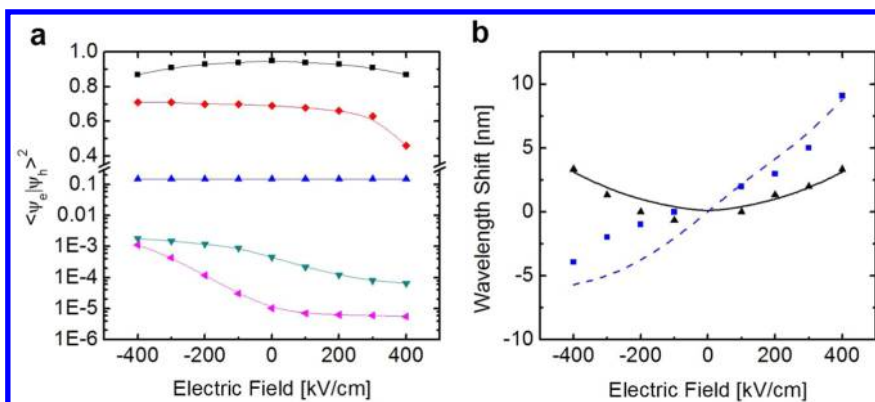 a
1.0
0.8
0.6
0.4
0.1
0.01
1E-3
1E-4
1E-5
1E-6
<ψe|ψh>²
-400 -200 0 200 400
Electric Field [kV/cm]
b
10
5
0
-5
-10
Wavelength Shift [nm]
-400 -200 0 200 400
Electric Field [kV/cm]